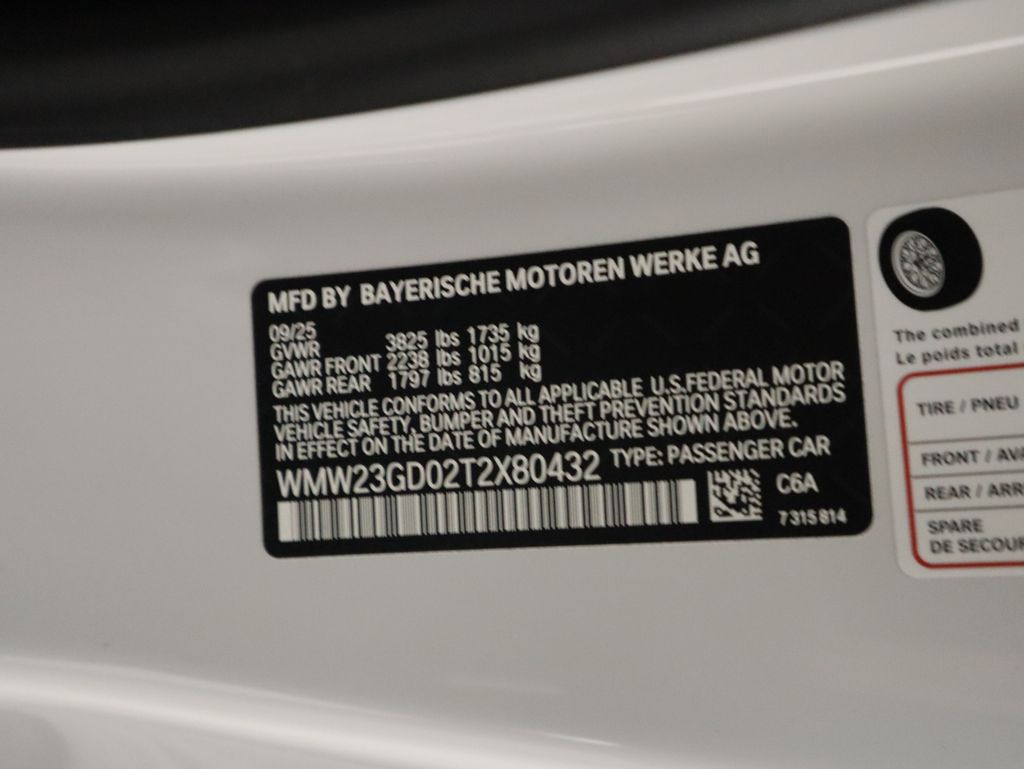 MFD BY BAYERISCHE MOTOREN WERKE AG
09/25
GVWR 3825 lbs 1735 kg
GAWR FRONT 2238 lbs 1015 kg
GAWR REAR 1797 lbs 815 kg
THIS VEHICLE CONFORMS TO ALL APPLICABLE U.S.FEDERAL MOTOR
VEHICLE SAFETY, BUMPER AND THEFT PREVENTION STANDARDS
IN EFFECT ON THE DATE OF MANUFACTURE SHOWN ABOVE.
WMW23GD02T2X80432 TYPE: PASSENGER CAR
C6A
7315814
The combined
Le poids total
TIRE / PNEU
FRONT / AVA
REAR / ARR
SPARE
DE SECOUR